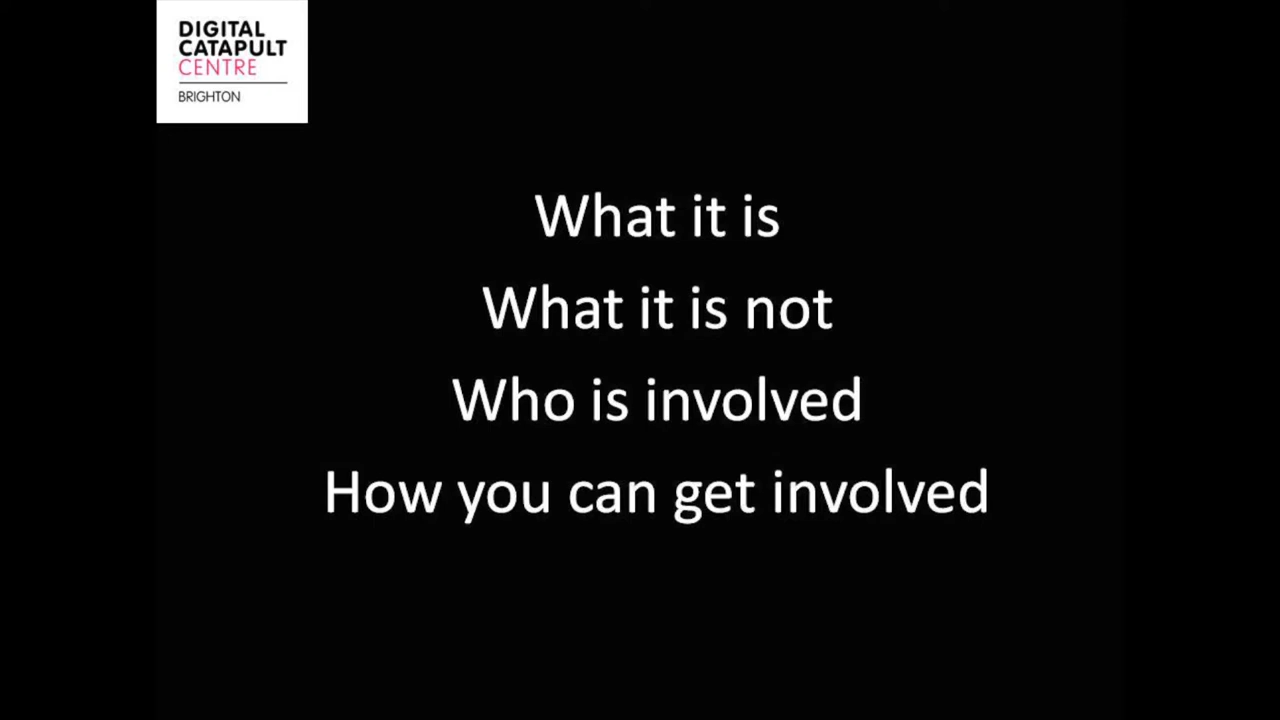 DIGITAL
CATAPULT
CENTRE
BRIGHTON
What it is
What it is not
Who is involved
How you can get involved